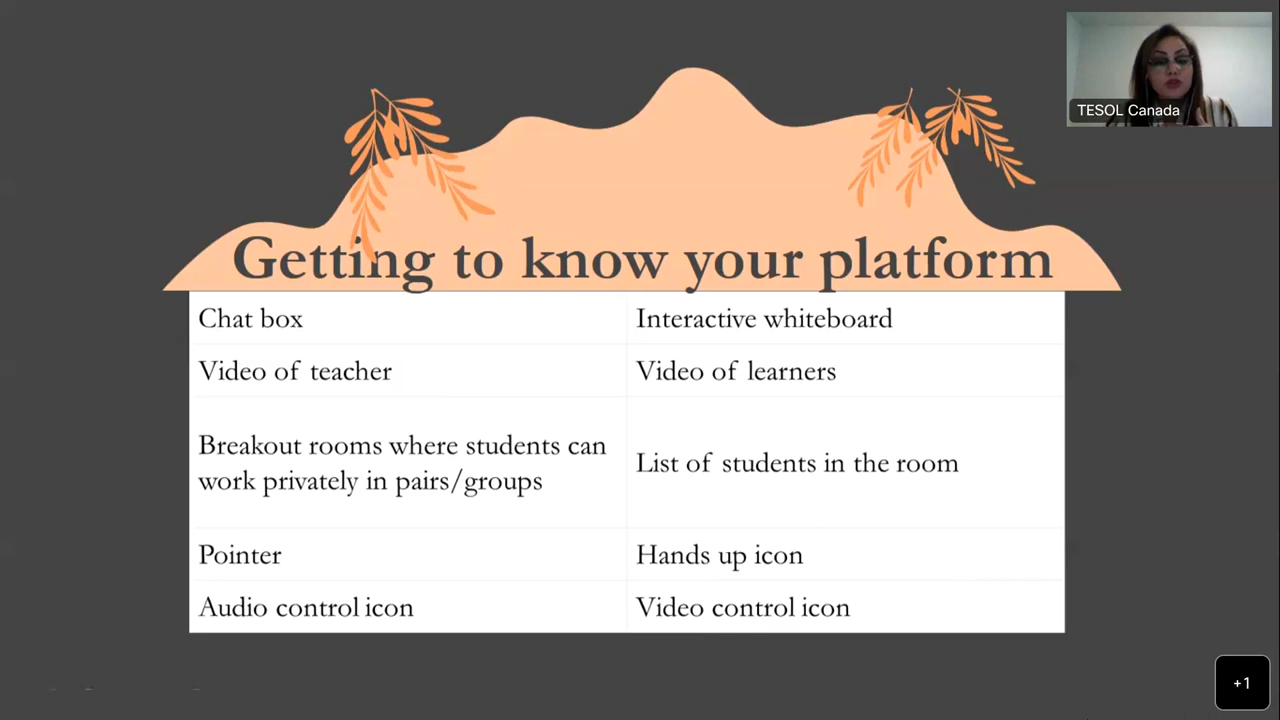 TESOL Canada
Getting to know your platform
Chat box
Interactive whiteboard
Video of teacher
Video of learners
Breakout rooms where students can
work privately in pairs/groups
List of students in the room
Pointer
Hands up icon
Audio control icon
Video control icon
+1